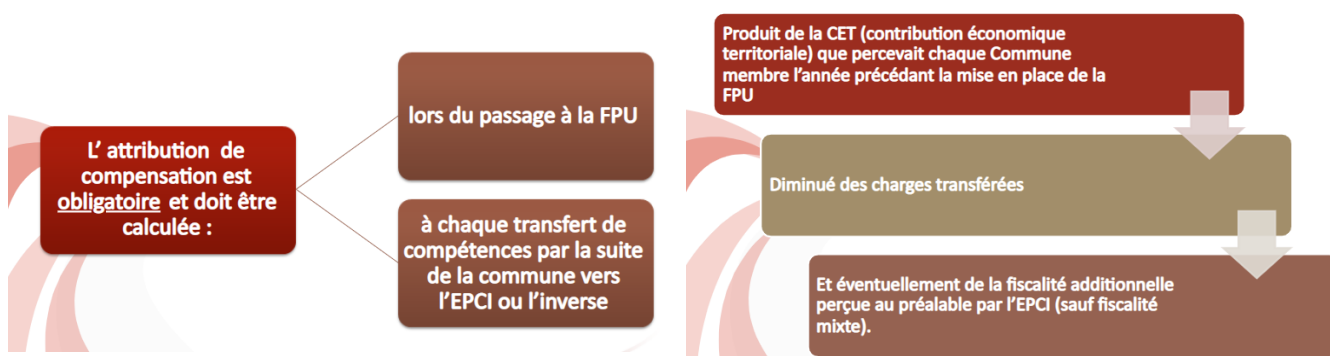 L’ attribution de
compensation est
obligatoire et doit être
calculée :
lors du passage à la FPU
à chaque transfert de
compétences par la suite
de la commune vers
l’EPCI ou l’inverse
Produit de la CET (contribution économique
territoriale) que percevait chaque Commune
membre l’année précédant la mise en place de la
FPU
Diminué des charges transférées
Et éventuellement de la fiscalité additionnelle
perçue au préalable par l’EPCI (sauf fiscalité
mixte).